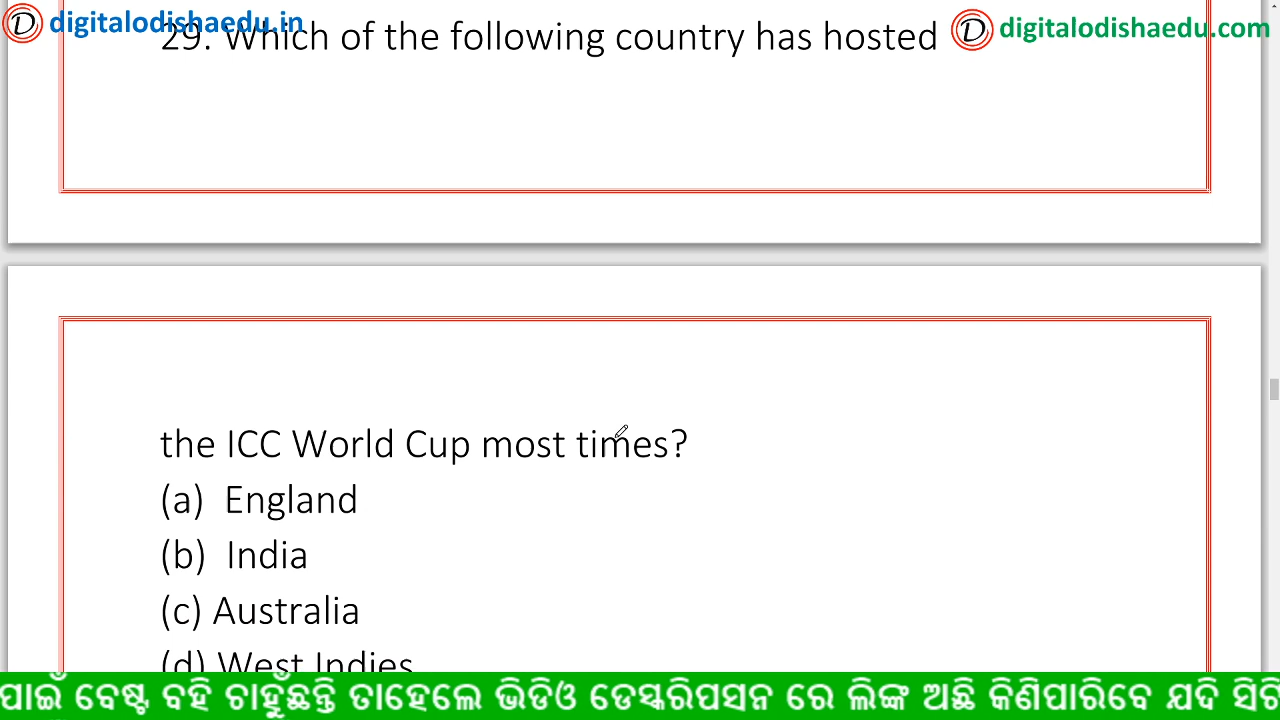 digitalodishaedu.in
digitalodishaedu.com
29. Which of the following country has hosted
the ICC World Cup most times?
(a) England
(b) India
(c) Australia
(d) West Indies
ପାଇଁ ବେଷ୍ଟ ବହି ଚାହୁଁଛନ୍ତି ତାହେଲେ ଭିଡିଓ ଡେସ୍କରିପସନ ରେ ଲିଙ୍କ ଅଛି କିଣିପାରିବେ ଯଦି ସିରି